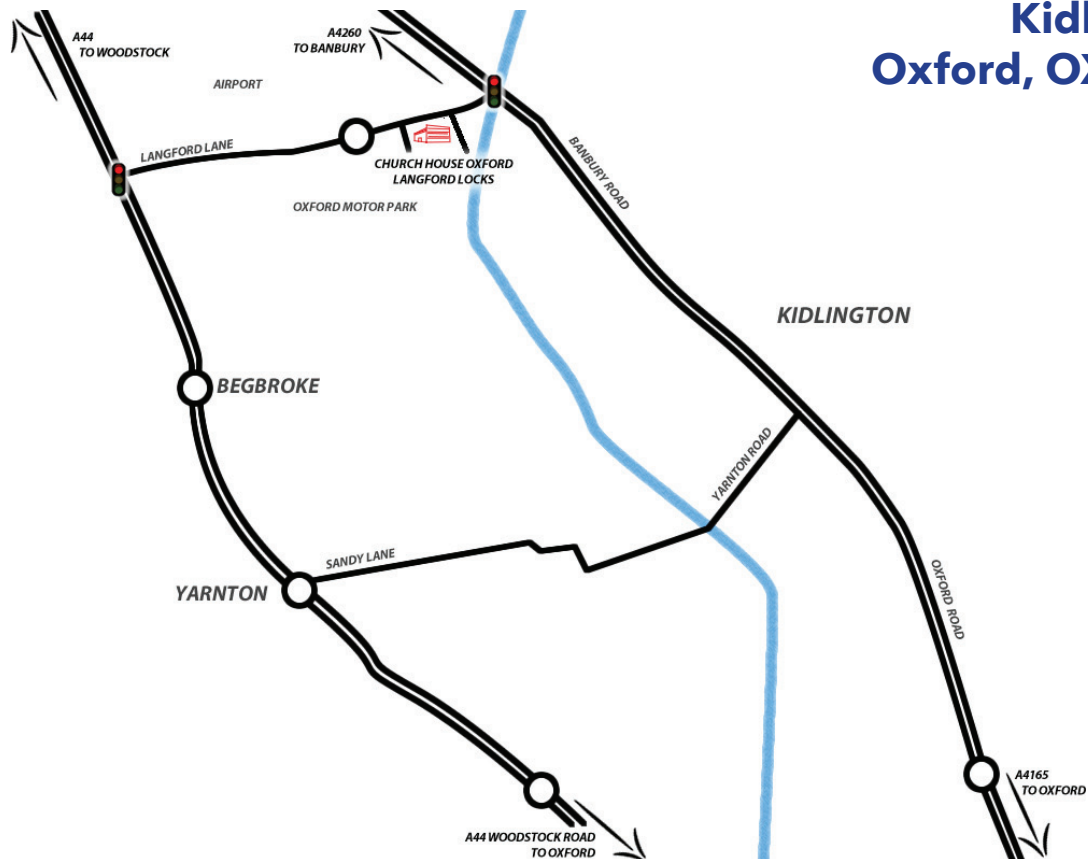 Kidl
Oxford, OX
A44
TO WOODSTOCK
A4260
TO BANBURY
AIRPORT
LANGFORD LANE
CHURCH HOUSE OXFORD
LANGFORD LOCKS
BANBURY ROAD
OXFORD MOTOR PARK
KIDLINGTON
BEGBROKE
YARNTON ROAD
SANDY LANE
YARNTON
OXFORD ROAD
A4165
TO OXFORD
A44 WOODSTOCK ROAD
TO OXFORD